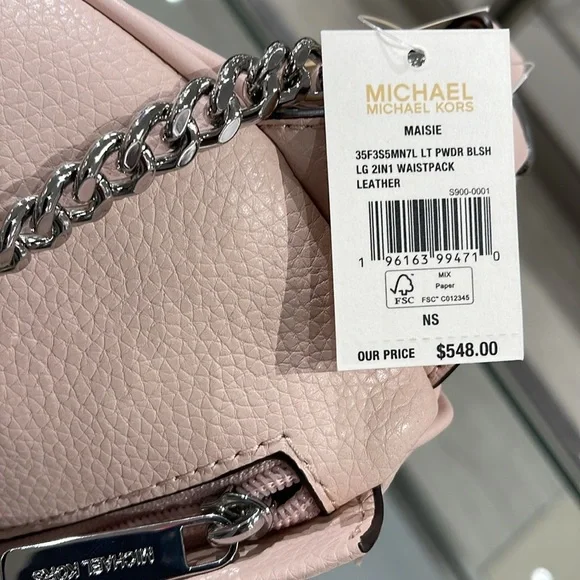 MICHAEL
MICHAEL KORS
MAISIE
35F3S5MN7L LT PWDR BLSH
LG 2IN1 WAISTPACK
LEATHER
S900-0001
1 96163 99471 0
FSC
MIX
Paper
FSC® C012345
NS
OUR PRICE $548.00
MICHAEL KORS